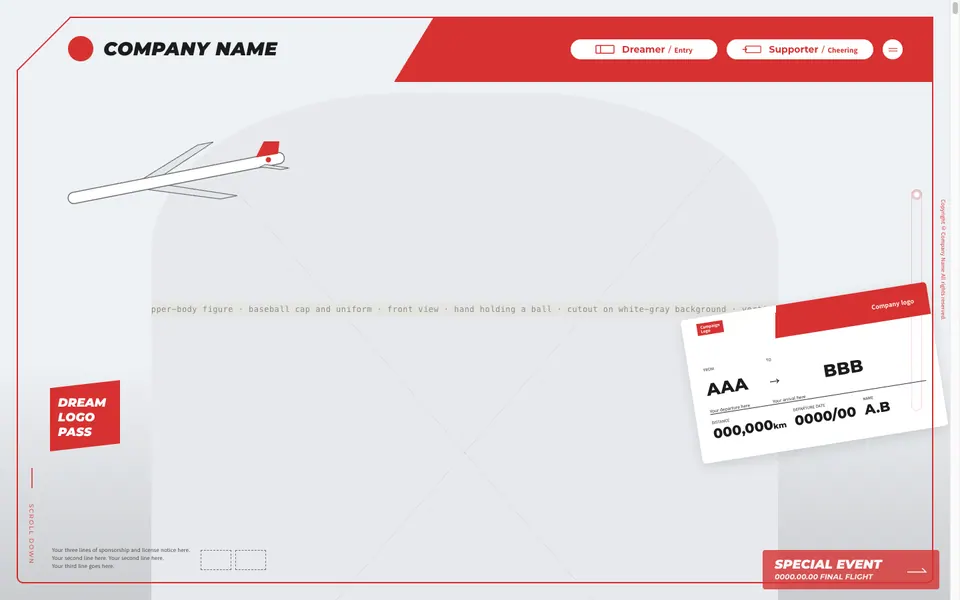 COMPANY NAME
Dreamer / Entry
Supporter / Cheering
Copyright © Company Name All rights reserved.
pper-body figure · baseball cap and uniform · front view · hand holding a ball · cutout on white-gray background ·
Campaign
Logo
Company logo
FROM
TO
AAA → BBB
Your departure here
Your arrival here
DISTANCE
DEPARTURE DATE
NAME
000,000km
0000/00
A.B
DREAM
LOGO
PASS
SCROLL DOWN
Your three lines of sponsorship and license notice here.
Your second line here. Your second line here.
Your third line goes here.
SPECIAL EVENT
0000.00.00 FINAL FLIGHT